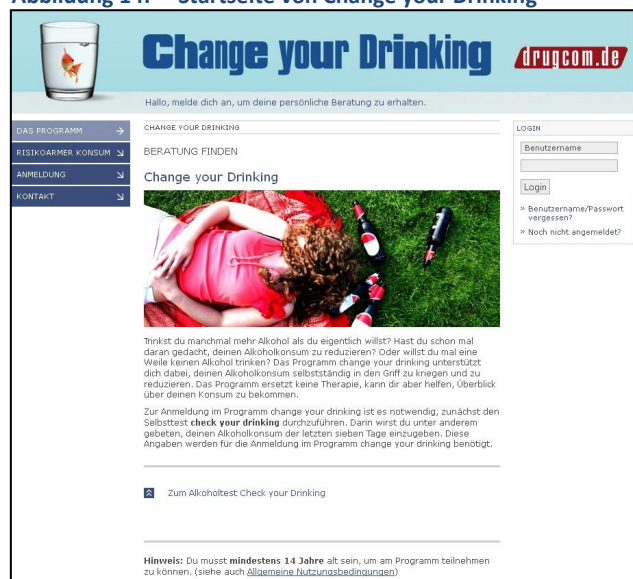 Abbildung 14: Startseite von Change your Drinking
Change your Drinking
drugcom.de
Hallo, melde dich an, um deine persönliche Beratung zu erhalten.
DAS PROGRAMM
RISIKOARMER KONSUM
ANMELDUNG
KONTAKT
CHANGE YOUR DRINKING
BERATUNG FINDEN
Change your Drinking
Trinkst du manchmal mehr Alkohol als du eigentlich willst? Hast du schon mal
daran gedacht, deinen Alkoholkonsum zu reduzieren? Oder willst du mal eine
Weile keinen Alkohol trinken? Das Programm change your drinking unterstützt
dich dabei, deinen Alkoholkonsum selbstständig in den Griff zu kriegen und zu
reduzieren. Das Programm ersetzt keine Therapie, kann dir aber helfen, Überblick
über deinen Konsum zu bekommen.
Zur Anmeldung im Programm change your drinking ist es notwendig, zunächst den
Selbsttest check your drinking durchzuführen. Darin wirst du unter anderem
gebeten, deinen Alkoholkonsum der letzten sieben Tage einzugeben. Diese
Angaben werden für die Anmeldung im Programm change your drinking benötigt.
Zum Alkoholtest Check your Drinking
Hinweis: Du musst mindestens 14 Jahre alt sein, um am Programm teilnehmen
zu können. (siehe auch Allgemeine Nutzungsbedingungen)
LOGIN
Benutzername
Login
» Benutzername/Passwort
vergessen?
» Noch nicht angemeldet?